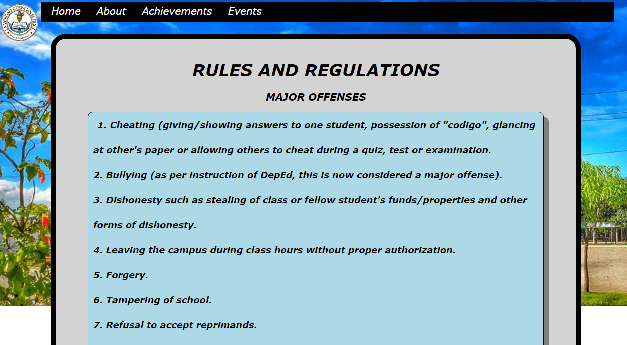 Home About Achievements Events
RULES AND REGULATIONS
MAJOR OFFENSES
1. Cheating (giving/showing answers to one student, possession of "codigo", glancing
at other's paper or allowing others to cheat during a quiz, test or examination.
2. Bullying (as per instruction of DepEd, this is now considered a major offense).
3. Dishonesty such as stealing of class or fellow student's funds/properties and other
forms of dishonesty.
4. Leaving the campus during class hours without proper authorization.
5. Forgery.
6. Tampering of school.
7. Refusal to accept reprimands.